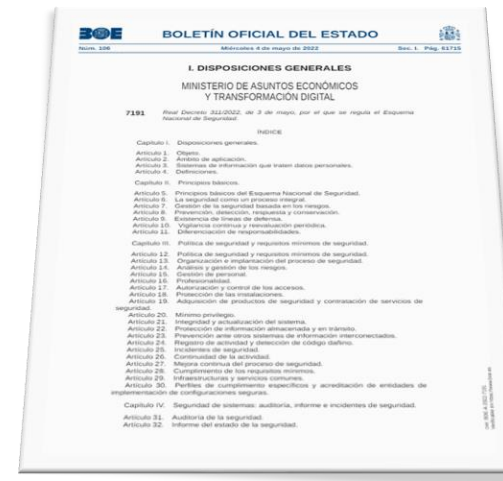 BOE
BOLETÍN OFICIAL DEL ESTADO
Núm. 106
Miércoles 4 de mayo de 2022
Sec. I. Pág. 61715
I. DISPOSICIONES GENERALES
MINISTERIO DE ASUNTOS ECONÓMICOS
Y TRANSFORMACIÓN DIGITAL
7191 Real Decreto 311/2022, de 3 de mayo, por el que se regula el Esquema
Nacional de Seguridad.
ÍNDICE
Capítulo I. Disposiciones generales.
Artículo 1. Objeto.
Artículo 2. Ámbito de aplicación.
Artículo 3. Sistemas de información que traten datos personales.
Artículo 4. Definiciones.
Capítulo II. Principios básicos.
Artículo 5. Principios básicos del Esquema Nacional de Seguridad.
Artículo 6. La seguridad como un proceso integral.
Artículo 7. Gestión de la seguridad basada en los riesgos.
Artículo 8. Prevención, detección, respuesta y conservación.
Artículo 9. Existencia de líneas de defensa.
Artículo 10. Vigilancia continua y reevaluación periódica.
Artículo 11. Diferenciación de responsabilidades.
Capítulo III. Política de seguridad y requisitos mínimos de seguridad.
Artículo 12. Política de seguridad y requisitos mínimos de seguridad.
Artículo 13. Organización e implantación del proceso de seguridad.
Artículo 14. Análisis y gestión de los riesgos.
Artículo 15. Gestión de personal.
Artículo 16. Profesionalidad.
Artículo 17. Autorización y control de los accesos.
Artículo 18. Protección de las instalaciones.
Artículo 19. Adquisición de productos de seguridad y contratación de servicios de
seguridad.
Artículo 20. Mínimo privilegio.
Artículo 21. Integridad y actualización del sistema.
Artículo 22. Protección de información almacenada y en tránsito.
Artículo 23. Prevención ante otros sistemas de información interconectados.
Artículo 24. Registro de actividad y detección de código dañino.
Artículo 25. Incidentes de seguridad.
Artículo 26. Continuidad de la actividad.
Artículo 27. Mejora continua del proceso de seguridad.
Artículo 28. Cumplimiento de los requisitos mínimos.
Artículo 29. Infraestructuras y servicios comunes.
Artículo 30. Perfiles de cumplimiento específicos y acreditación de entidades de
implementación de configuraciones seguras.
Capítulo IV. Seguridad de sistemas: auditoría, informe e incidentes de seguridad.
Artículo 31. Auditoría de la seguridad.
Artículo 32. Informe del estado de la seguridad.